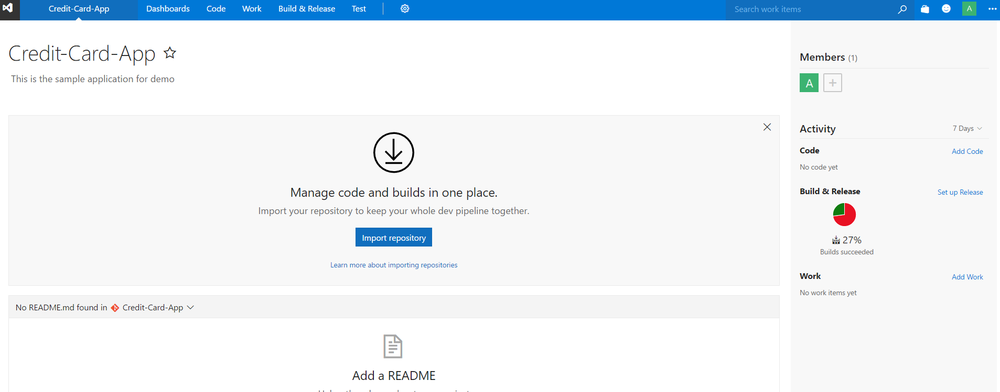 Credit-Card-App Dashboards Code Work Build & Release Test Search work items A
Credit-Card-App
This is the sample application for demo
Manage code and builds in one place.
Import your repository to keep your whole dev pipeline together.
Import repository
Learn more about importing repositories
No README.md found in Credit-Card-App
Add a README
Members (1)
A
Activity 7 Days
Code Add Code
No code yet
Build & Release Set up Release
27%
Builds succeeded
Work Add Work
No work items yet